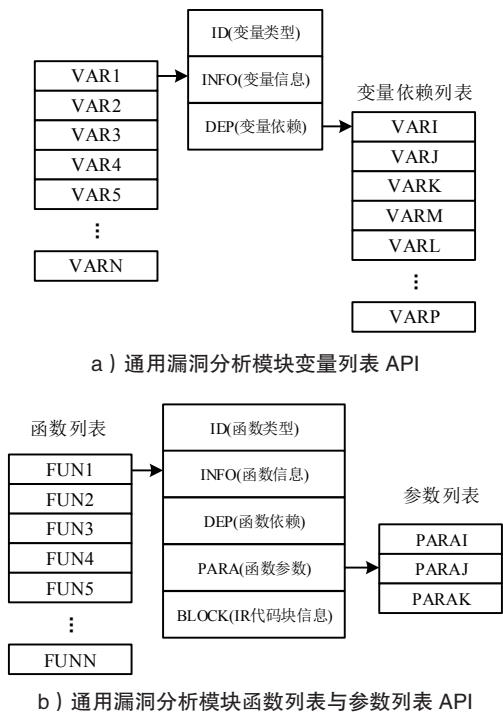 ID(变量类型)
INFO(变量信息)
DEP(变量依赖)
VAR1
VAR2
VAR3
VAR4
VAR5
⋮
VARN
变量依赖列表
VARI
VARJ
VARK
VARM
VARL
⋮
VARP
a）通用漏洞分析模块变量列表 API
函数列表
FUN1
FUN2
FUN3
FUN4
FUN5
⋮
FUNN
ID(函数类型)
INFO(函数信息)
DEP(函数依赖)
PARA(函数参数)
BLOCK(IR代码块信息)
参数列表
PARAI
PARAJ
PARAK
b）通用漏洞分析模块函数列表与参数列表 API